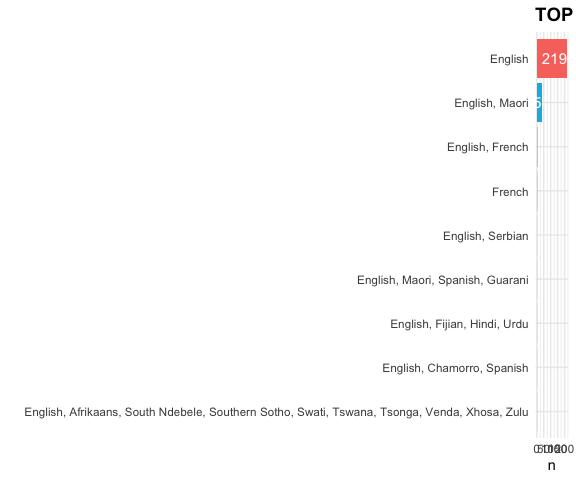 TOP
English
219
English, Maori
5
English, French
French
English, Serbian
English, Maori, Spanish, Guarani
English, Fijian, Hindi, Urdu
English, Chamorro, Spanish
English, Afrikaans, South Ndebele, Southern Sotho, Swati, Tswana, Tsonga, Venda, Xhosa, Zulu
n